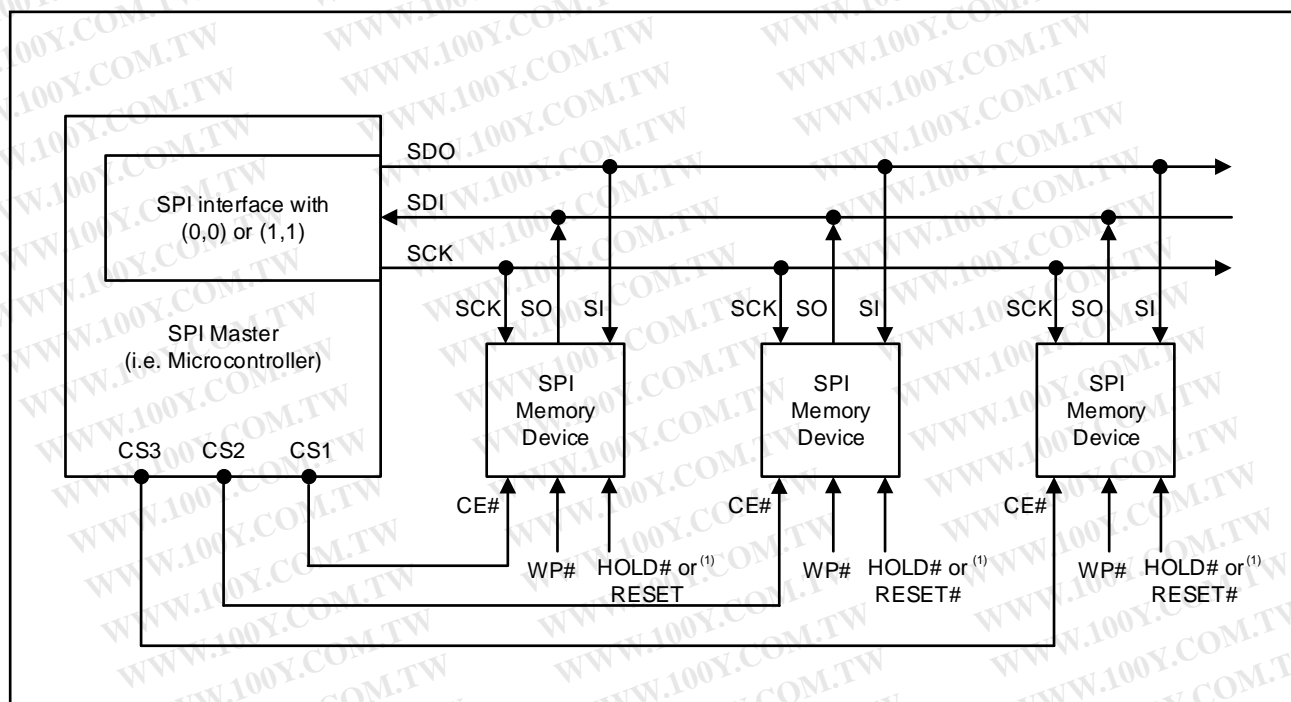 SDO
SPI interface with
(0,0) or (1,1)
SDI
SCK
SPI Master
(i.e. Microcontroller)
SCK SO SI
SCK SO SI
SCK SO SI
SPI
Memory
Device
SPI
Memory
Device
SPI
Memory
Device
CS3 CS2 CS1
CE#
WP#
HOLD# or (1)
RESET
CE#
WP#
HOLD# or (1)
RESET#
CE#
WP#
HOLD# or (1)
RESET#
WWW.100Y.COM.TW